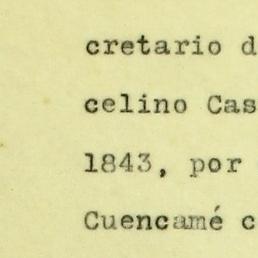 cretario d
celino Cas
1843, por
Cuencamé c